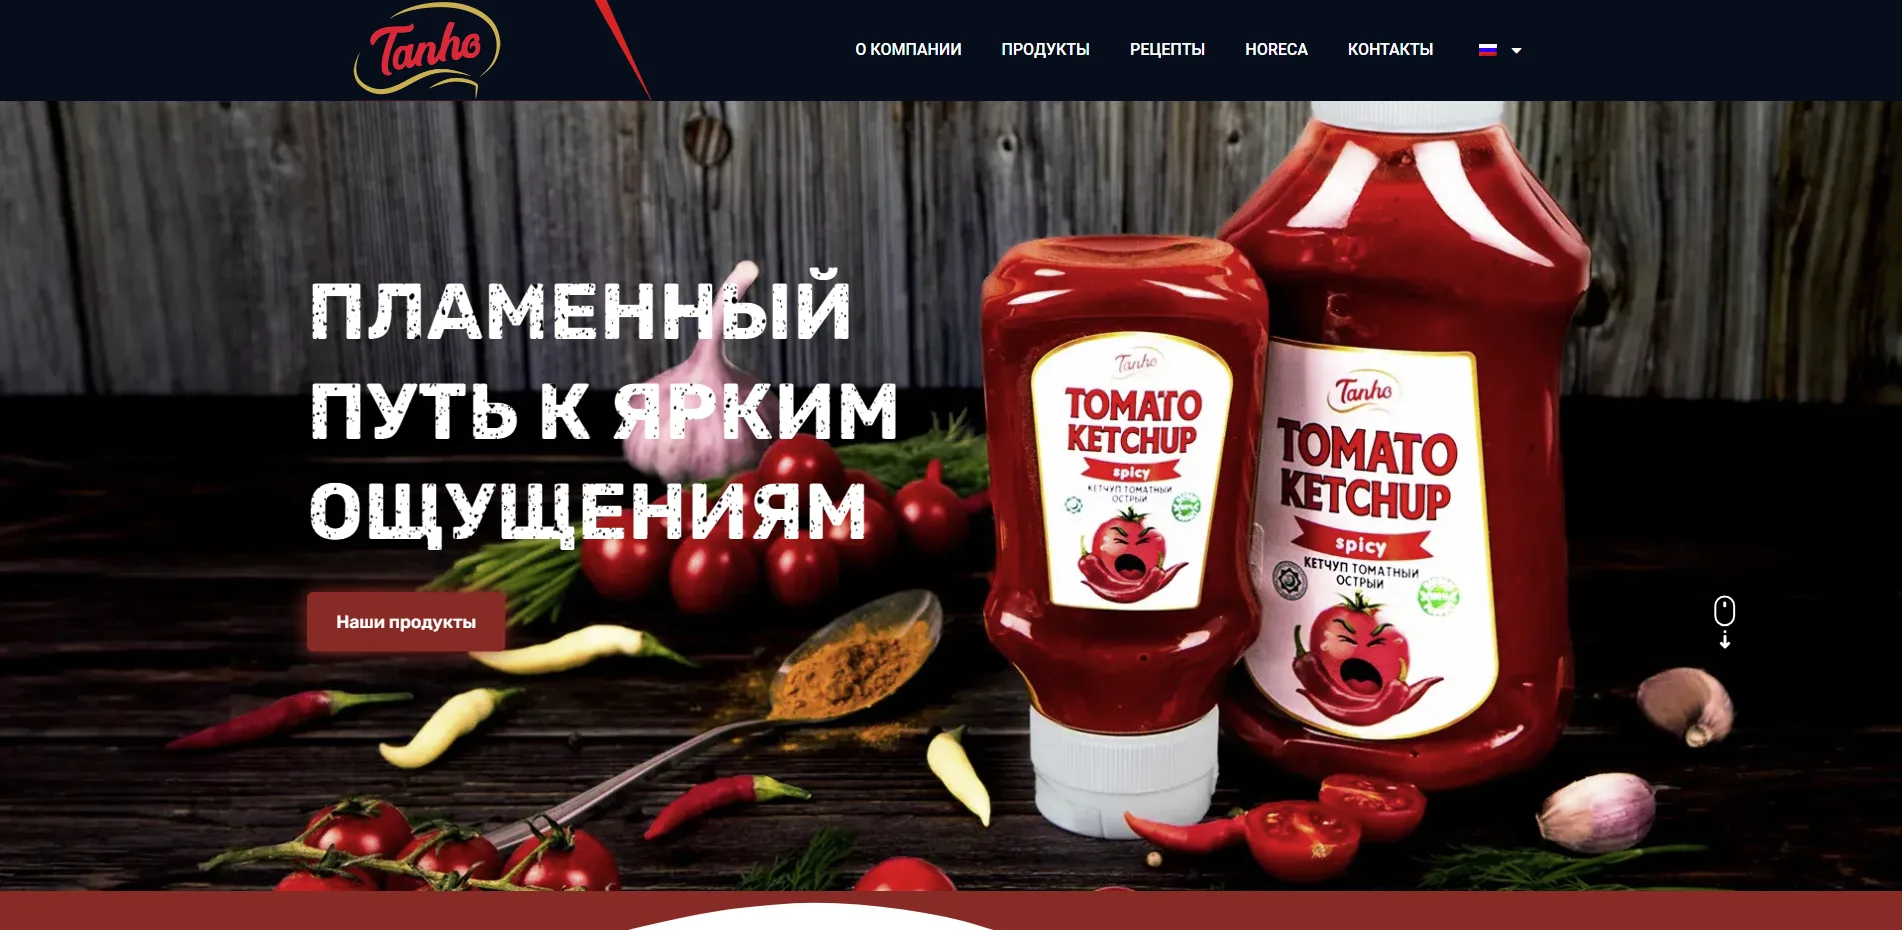 Tanho
О КОМПАНИИ
ПРОДУКТЫ
РЕЦЕПТЫ
HORECA
КОНТАКТЫ
ПЛАМЕННЫЙ
ПУТЬ К ЯРКИМ
ОЩУЩЕНИЯМ
Наши продукты
Tanho
TOMATO
KETCHUP
spicy
КЕТЧУП ТОМАТНЫЙ
ОСТРЫЙ
Tanho
TOMATO
KETCHUP
spicy
КЕТЧУП ТОМАТНЫЙ
ОСТРЫЙ